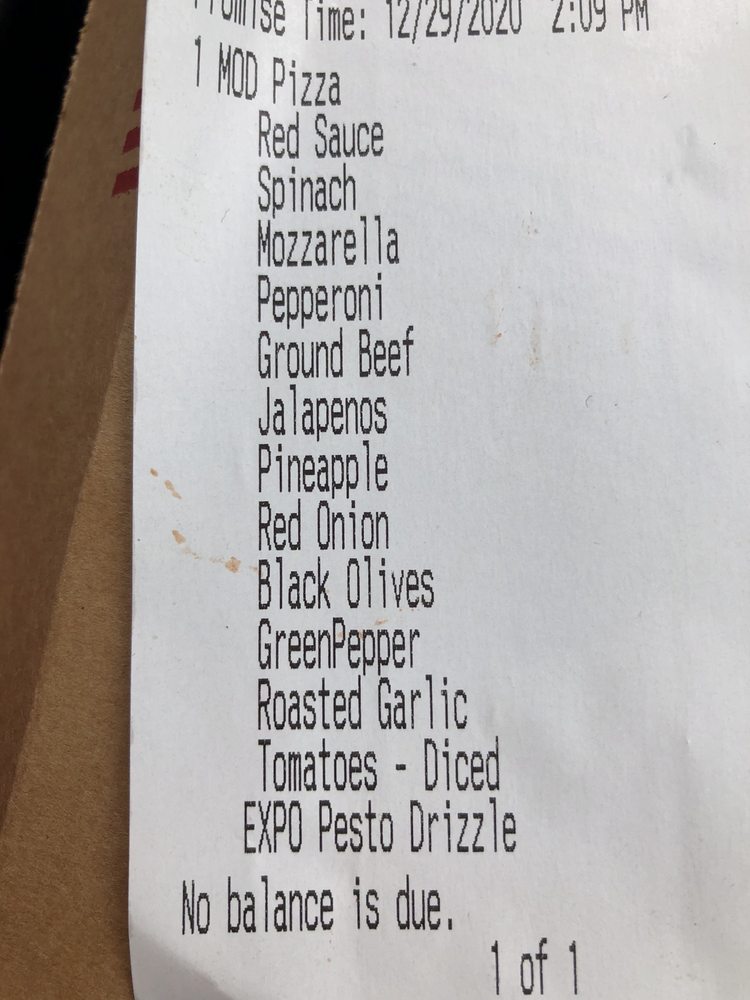 Promise Time: 12/29/2020 2:09 PM
1 MOD Pizza
Red Sauce
Spinach
Mozzarella
Pepperoni
Ground Beef
Jalapenos
Pineapple
Red Onion
Black Olives
GreenPepper
Roasted Garlic
Tomatoes - Diced
EXPO Pesto Drizzle
No balance is due.
1 of 1